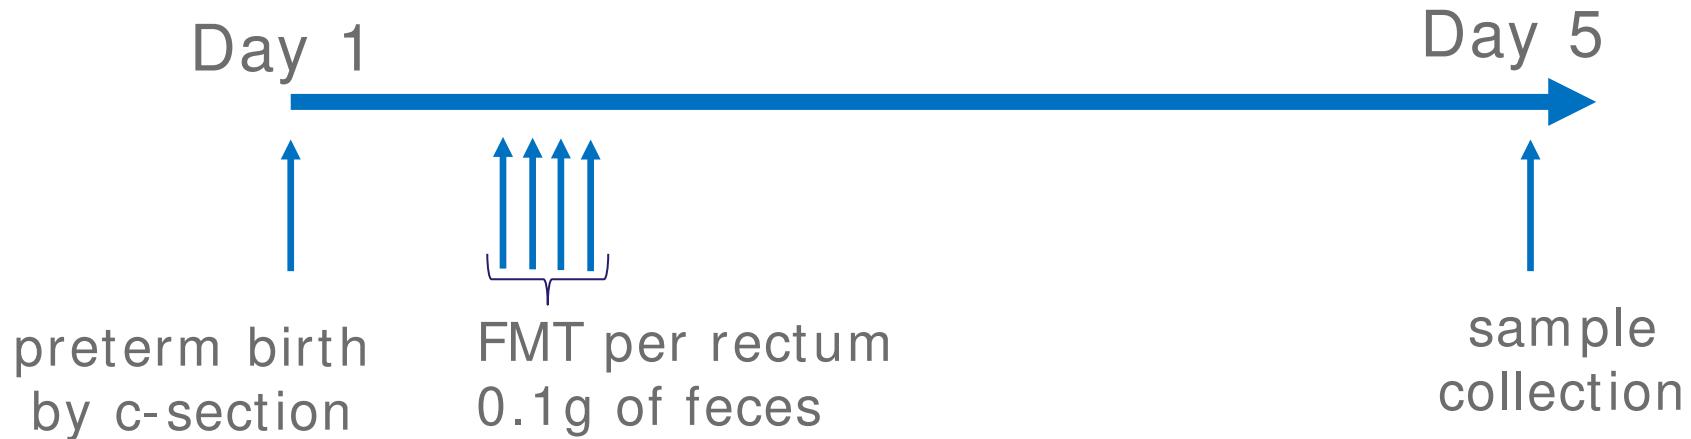 Day 1
Day 5
preterm birth
by c-section
FMT per rectum
0.1g of feces
sample
collection